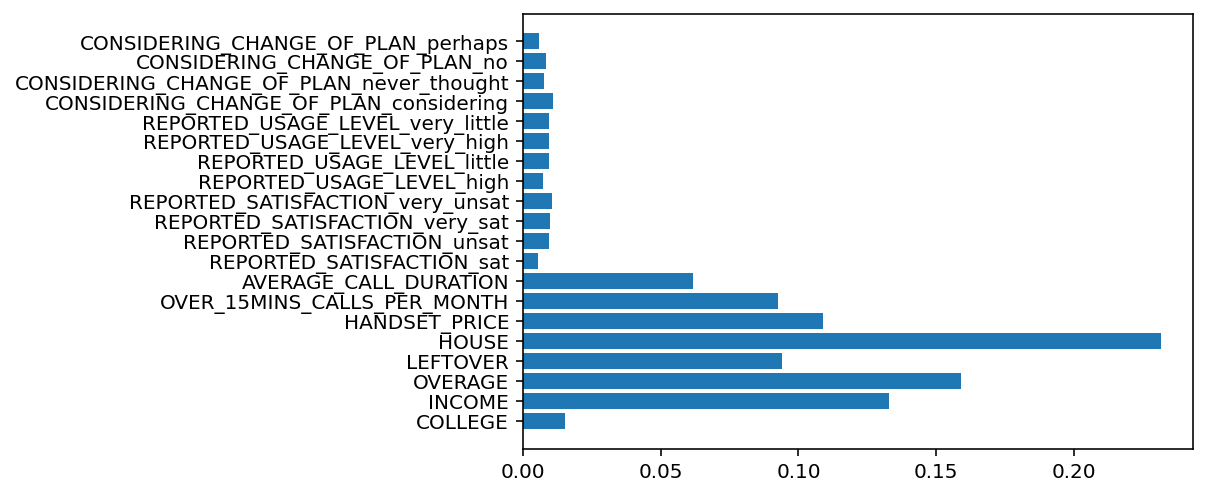 CONSIDERING_CHANGE_OF_PLAN_perhaps
CONSIDERING_CHANGE_OF_PLAN_no
CONSIDERING_CHANGE_OF_PLAN_never_thought
CONSIDERING_CHANGE_OF_PLAN_considering
REPORTED_USAGE_LEVEL_very_little
REPORTED_USAGE_LEVEL_very_high
REPORTED_USAGE_LEVEL_little
REPORTED_USAGE_LEVEL_high
REPORTED_SATISFACTION_very_unsat
REPORTED_SATISFACTION_very_sat
REPORTED_SATISFACTION_unsat
REPORTED_SATISFACTION_sat
AVERAGE_CALL_DURATION
OVER_15MINS_CALLS_PER_MONTH
HANDSET_PRICE
HOUSE
LEFTOVER
OVERAGE
INCOME
COLLEGE
0.00 0.05 0.10 0.15 0.20